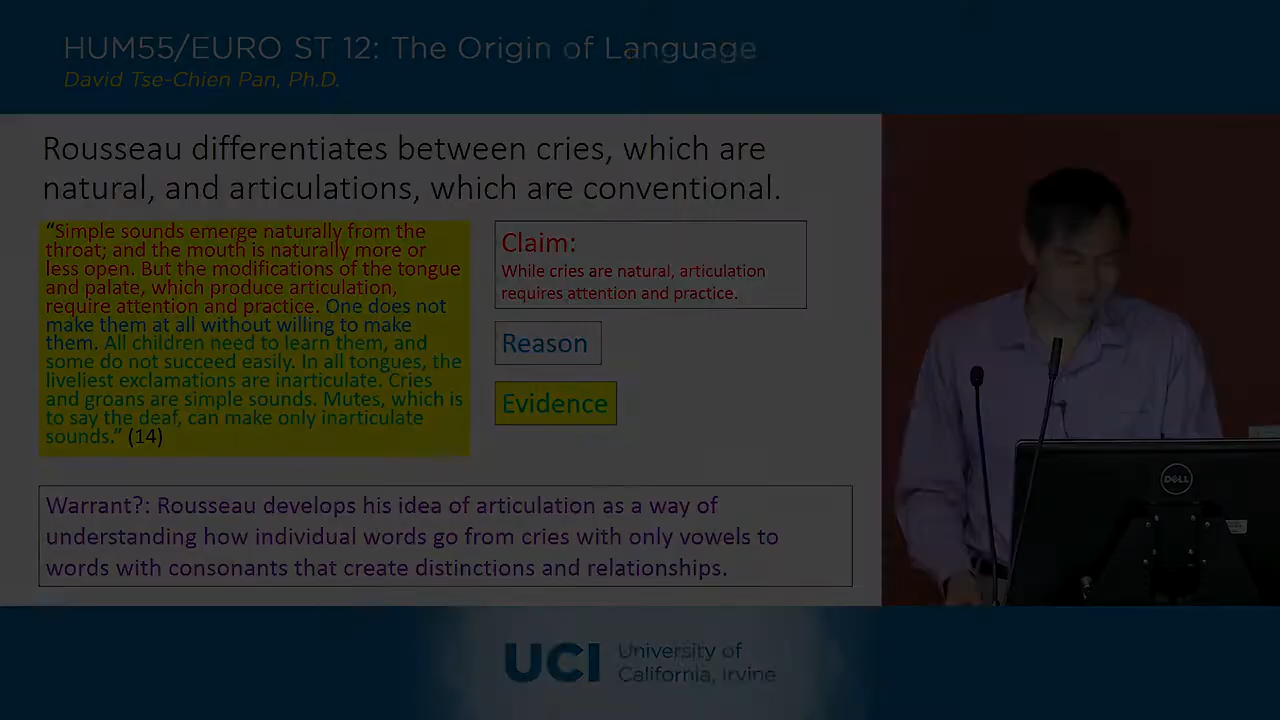 HUM55/EURO ST 12: The Origin of Language
David Tse-Chien Pan, Ph.D.
Rousseau differentiates between cries, which are
natural, and articulations, which are conventional.
“Simple sounds emerge naturally from the
throat; and the mouth is naturally more or
less open. But the modifications of the tongue
and palate, which produce articulation,
require attention and practice. One does not
make them at all without willing to make
them. All children need to learn them, and
some do not succeed easily. In all tongues, the
liveliest exclamations are inarticulate. Cries
and groans are simple sounds. Mutes, which is
to say the deaf, can make only inarticulate
sounds.” (14)
Claim:
While cries are natural, articulation
requires attention and practice.
Reason
Evidence
Warrant?: Rousseau develops his idea of articulation as a way of
understanding how individual words go from cries with only vowels to
words with consonants that create distinctions and relationships.
DELL
UCI University of
California, Irvine